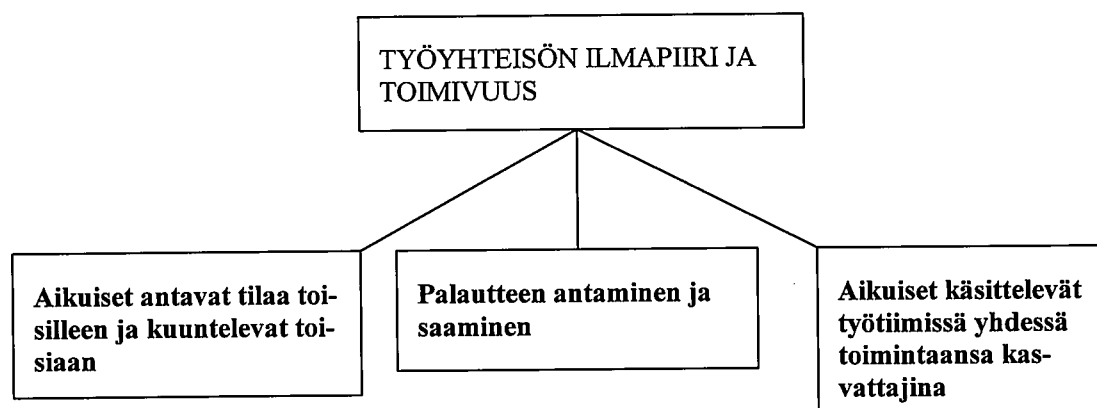 TYÖYHTEISÖN ILMAPIIRI JA
TOIMIVUUS
Aikuiset antavat tilaa toi-
silleen ja kuuntelevat toi-
siaan
Palautteen antaminen ja
saaminen
Aikuiset käsittelevät
työtiimissä yhdessä
toimintaansa kas-
vattajina